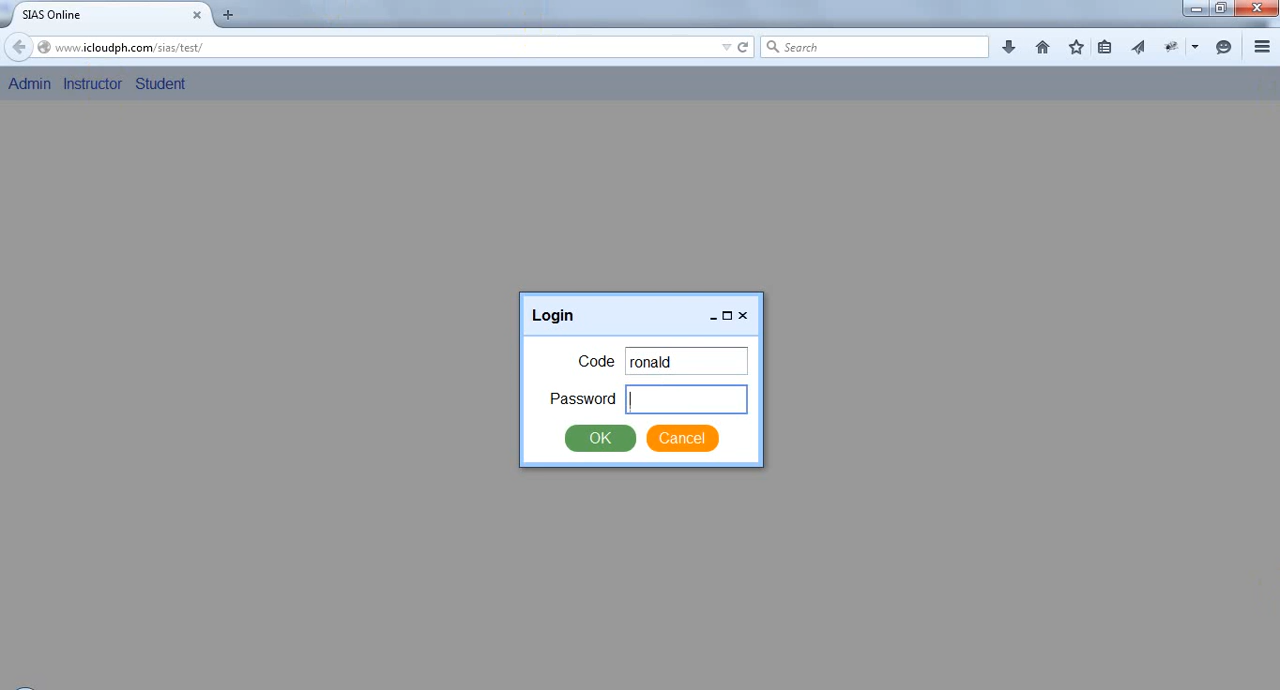 SIAS Online
www.icloudph.com/sias/test/
Search
Admin Instructor Student
Login
Code ronald
Password
OK Cancel